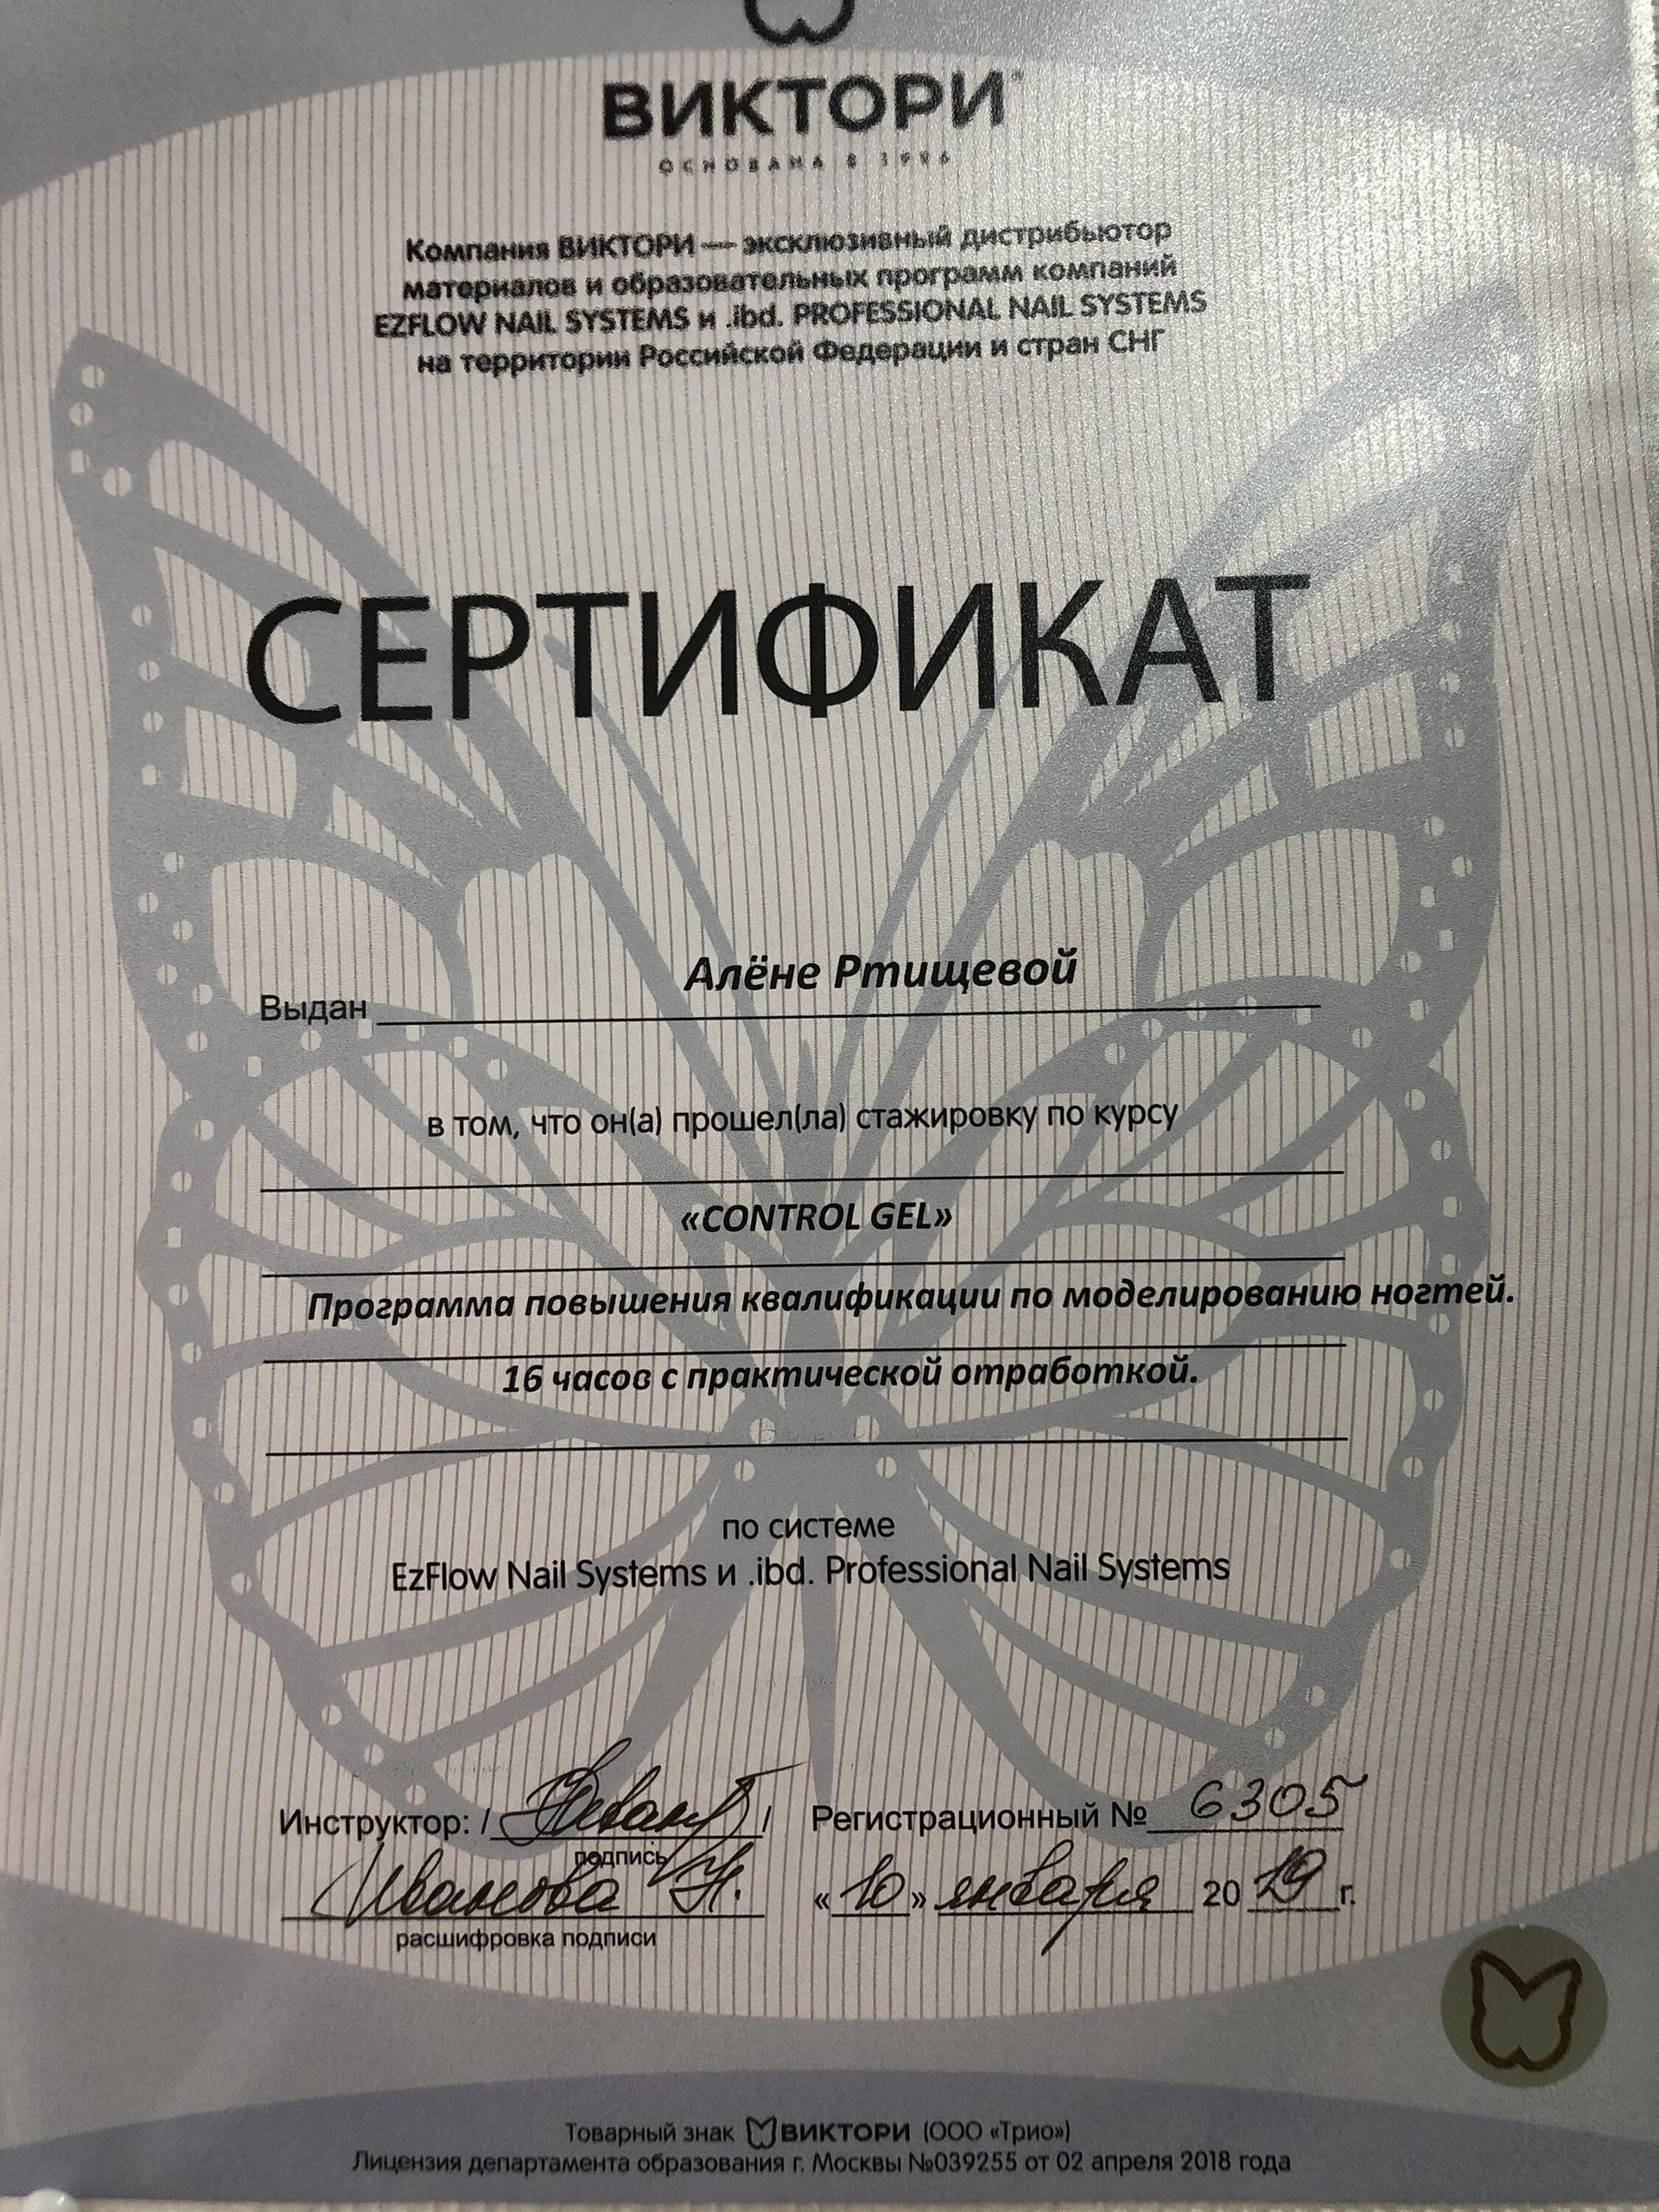 ВИКТОРИ
ОСНОВАНА В 1996
Компания ВИКТОРИ — эксклюзивный дистрибьютор
материалов и образовательных программ компаний
EZFLOW NAIL SYSTEMS и .ibd. PROFESSIONAL NAIL SYSTEMS
на территории Российской Федерации и стран СНГ
СЕРТИФИКАТ
Выдан Алёне Ртищевой
в том, что он(а) прошел(ла) стажировку по курсу
«CONTROL GEL»
Программа повышения квалификации по моделированию ногтей.
16 часов с практической отработкой.
по системе
EzFlow Nail Systems и .ibd. Professional Nail Systems
Инструктор: / / Регистрационный № 6305
подпись
Иванова Н. «10» января 2019 г.
расшифровка подписи
Товарный знак ВИКТОРИ (ООО «Трио»)
Лицензия департамента образования г. Москвы №039255 от 02 апреля 2018 года